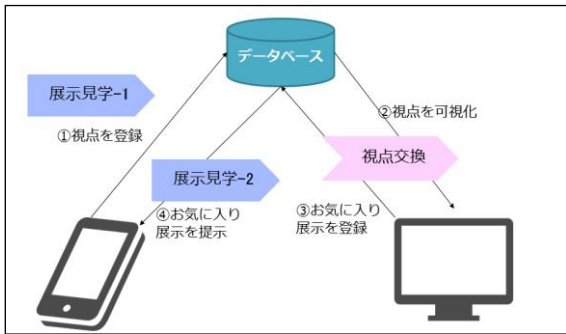 データベース
展示見学-1
①視点を登録
②視点を可視化
視点交換
展示見学-2
④お気に入り
展示を提示
③お気に入り
展示を登録